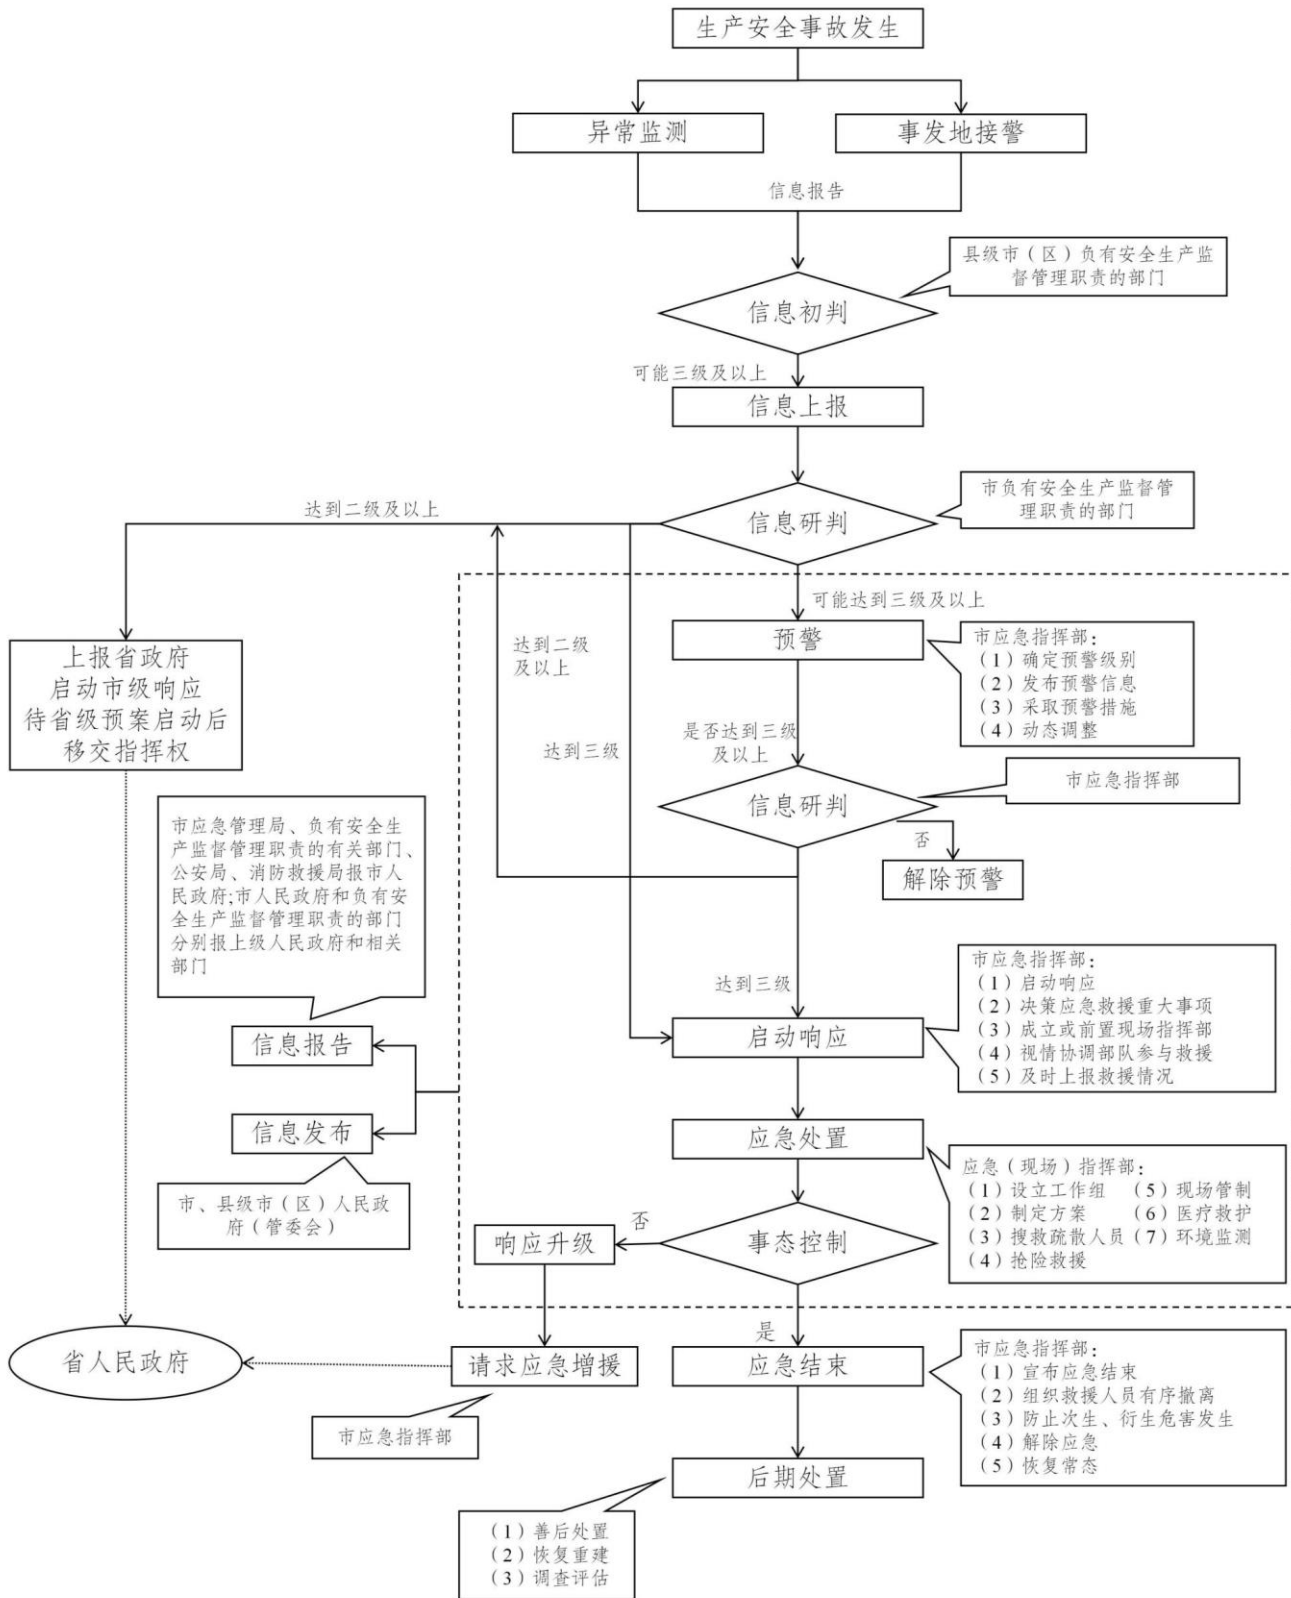 生产安全事故发生
异常监测
事发地接警
信息报告
县级市（区）负有安全生产监
督管理职责的部门
信息初判
可能三级及以上
信息上报
市负有安全生产监督管
理职责的部门
达到二级及以上
信息研判
可能达到三级及以上
上报省政府
启动市级响应
待省级预案启动后
移交指挥权
达到二级
及以上
预警
市应急指挥部：
（1）确定预警级别
（2）发布预警信息
（3）采取预警措施
（4）动态调整
达到三级
是否达到三级
及以上
信息研判
市应急指挥部
否
解除预警
市应急管理局、负有安全生
产监督管理职责的有关部门、
公安局、消防救援局报市人
民政府;市人民政府和负有安
全生产监督管理职责的部门
分别报上级人民政府和相关
部门
达到三级
启动响应
市应急指挥部：
（1）启动响应
（2）决策应急救援重大事项
（3）成立或前置现场指挥部
（4）视情协调部队参与救援
（5）及时上报救援情况
信息报告
信息发布
市、县级市（区）人民政
府（管委会）
应急处置
应急（现场）指挥部：
（1）设立工作组 （5）现场管制
（2）制定方案 （6）医疗救护
（3）搜救疏散人员（7）环境监测
（4）抢险救援
事态控制
否
响应升级
是
省人民政府
请求应急增援
市应急指挥部
应急结束
市应急指挥部：
（1）宣布应急结束
（2）组织救援人员有序撤离
（3）防止次生、衍生危害发生
（4）解除应急
（5）恢复常态
后期处置
（1）善后处置
（2）恢复重建
（3）调查评估